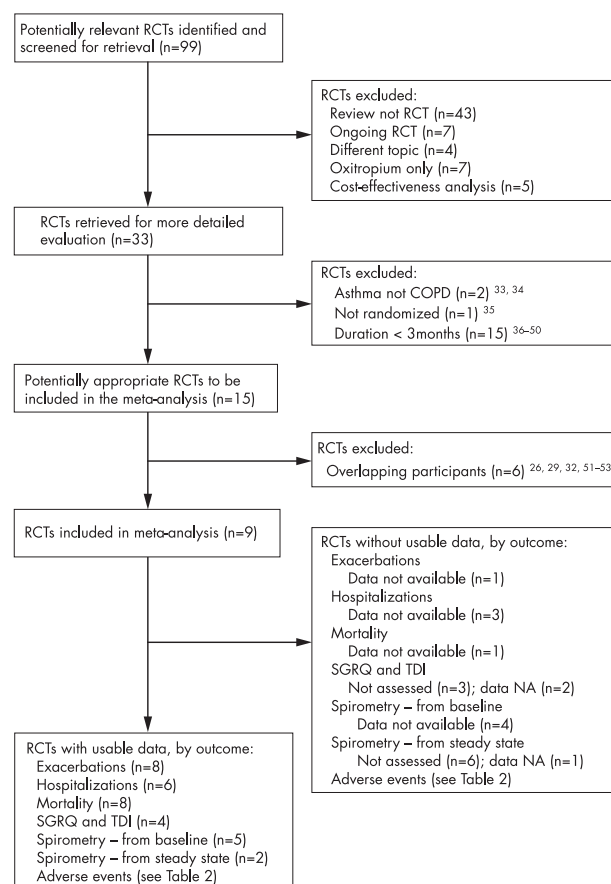 Potentially relevant RCTs identified and
screened for retrieval (n=99)
RCTs excluded:
Review not RCT (n=43)
Ongoing RCT (n=7)
Different topic (n=4)
Oxitropium only (n=7)
Cost-effectiveness analysis (n=5)
RCTs retrieved for more detailed
evaluation (n=33)
RCTs excluded:
Asthma not COPD (n=2) 33, 34
Not randomized (n=1) 35
Duration < 3months (n=15) 36–50
Potentially appropriate RCTs to be
included in the meta-analysis (n=15)
RCTs excluded:
Overlapping participants (n=6) 26, 29, 32, 51–53
RCTs included in meta-analysis (n=9)
RCTs without usable data, by outcome:
Exacerbations
Data not available (n=1)
Hospitalizations
Data not available (n=3)
Mortality
Data not available (n=1)
SGRQ and TDI
Not assessed (n=3); data NA (n=2)
Spirometry – from baseline
Data not available (n=4)
Spirometry – from steady state
Not assessed (n=6); data NA (n=1)
Adverse events (see Table 2)
RCTs with usable data, by outcome:
Exacerbations (n=8)
Hospitalizations (n=6)
Mortality (n=8)
SGRQ and TDI (n=4)
Spirometry – from baseline (n=5)
Spirometry – from steady state (n=2)
Adverse events (see Table 2)